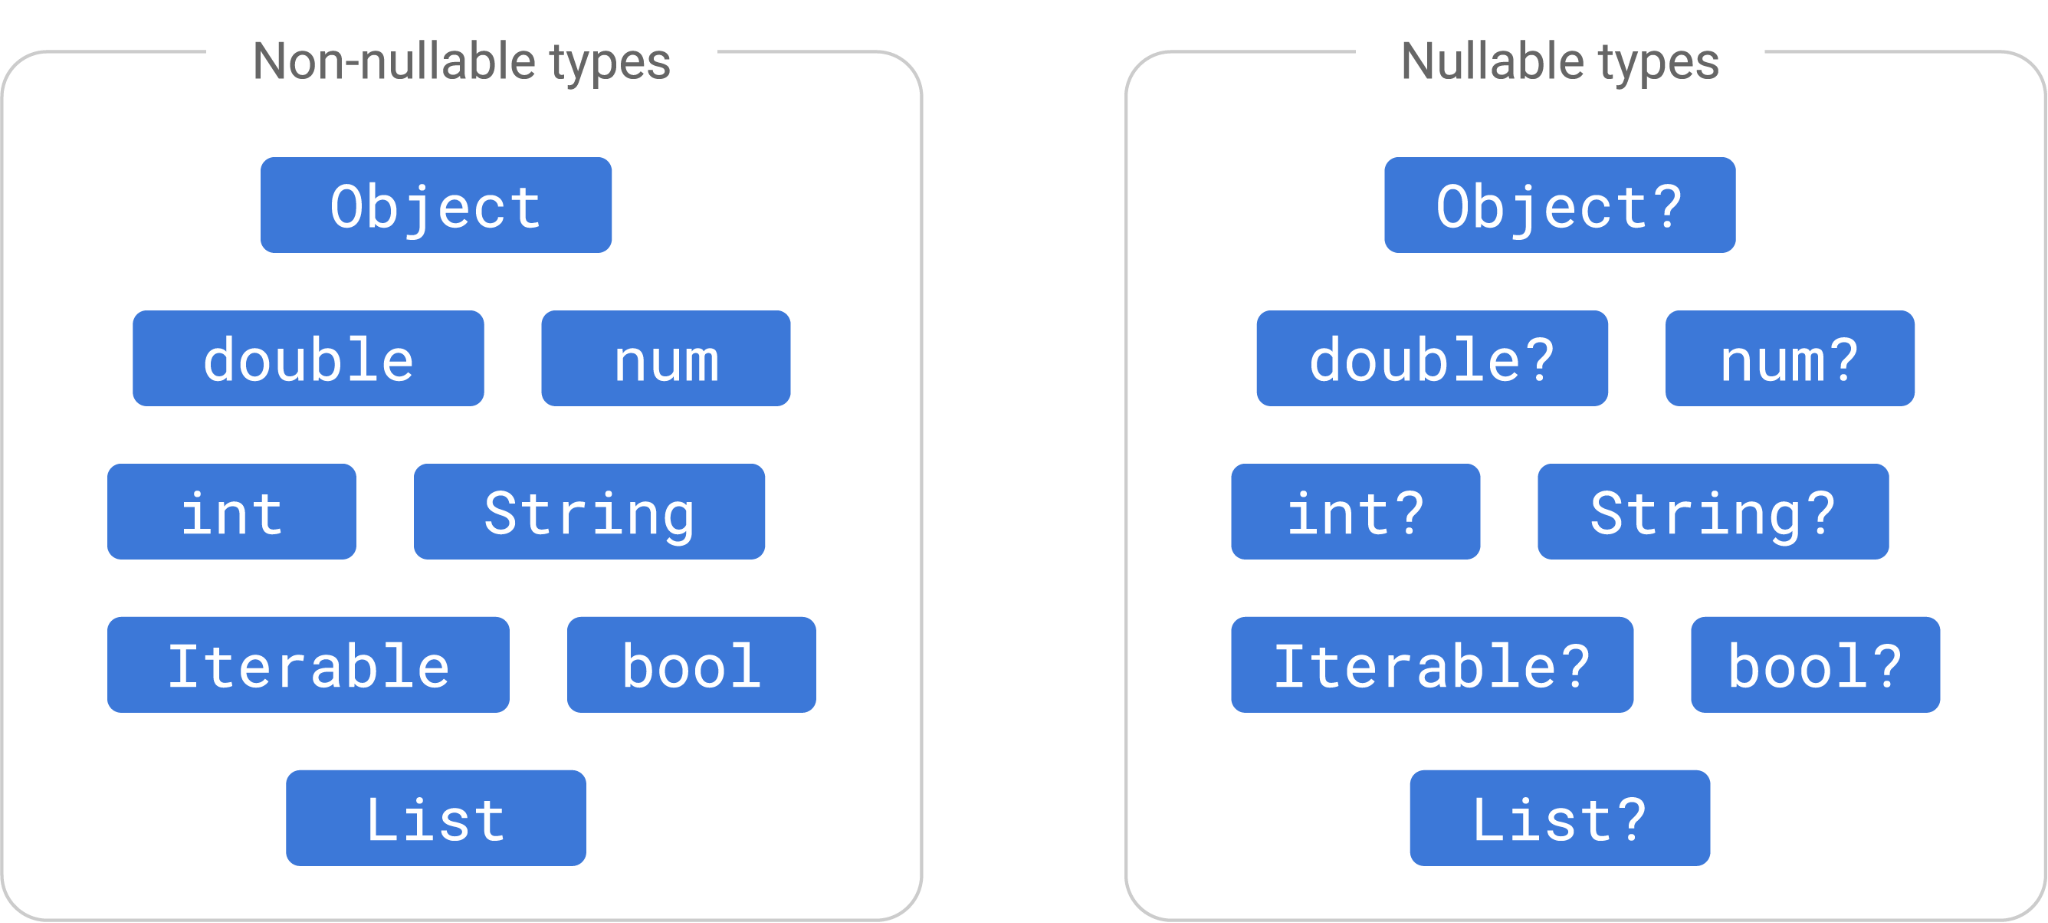 Non-nullable types
Object
double num
int String
Iterable bool
List
Nullable types
Object?
double? num?
int? String?
Iterable? bool?
List?